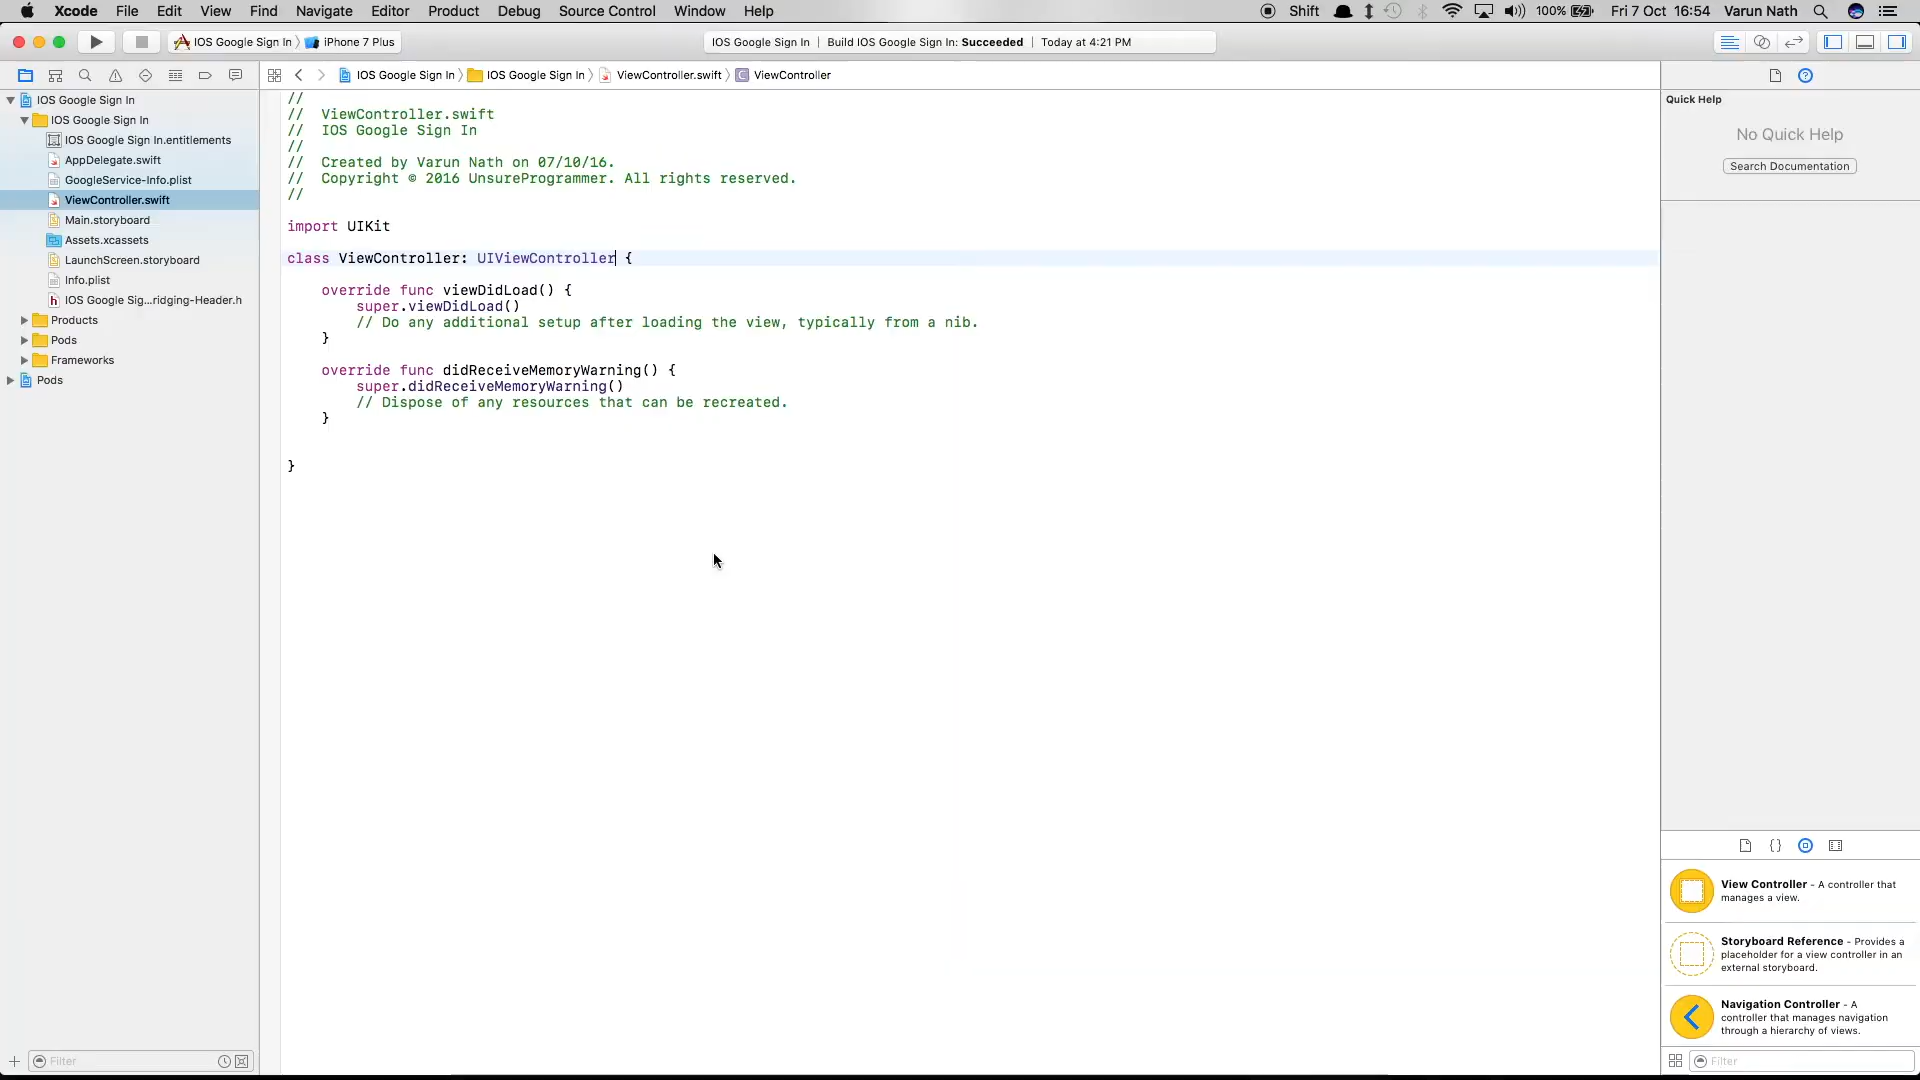 Xcode File Edit View Find Navigate Editor Product Debug Source Control Window Help
Shift 100% Fri 7 Oct 16:54 Varun Nath
IOS Google Sign In iPhone 7 Plus
IOS Google Sign In | Build IOS Google Sign In: Succeeded | Today at 4:21 PM
IOS Google Sign In IOS Google Sign In ViewController.swift C ViewController
IOS Google Sign In
IOS Google Sign In
IOS Google Sign In.entitlements
AppDelegate.swift
GoogleService-Info.plist
ViewController.swift
Main.storyboard
Assets.xcassets
LaunchScreen.storyboard
Info.plist
h IOS Google Sig...ridging-Header.h
Products
Pods
Frameworks
Pods
Filter
//
// ViewController.swift
// IOS Google Sign In
//
// Created by Varun Nath on 07/10/16.
// Copyright © 2016 UnsureProgrammer. All rights reserved.
//
import UIKit
class ViewController: UIViewController {
override func viewDidLoad() {
super.viewDidLoad()
// Do any additional setup after loading the view, typically from a nib.
}
override func didReceiveMemoryWarning() {
super.didReceiveMemoryWarning()
// Dispose of any resources that can be recreated.
}
}
Quick Help
No Quick Help
Search Documentation
{}
View Controller - A controller that
manages a view.
Storyboard Reference - Provides a
placeholder for a view controller in an
external storyboard.
Navigation Controller - A
controller that manages navigation
through a hierarchy of views.
Filter